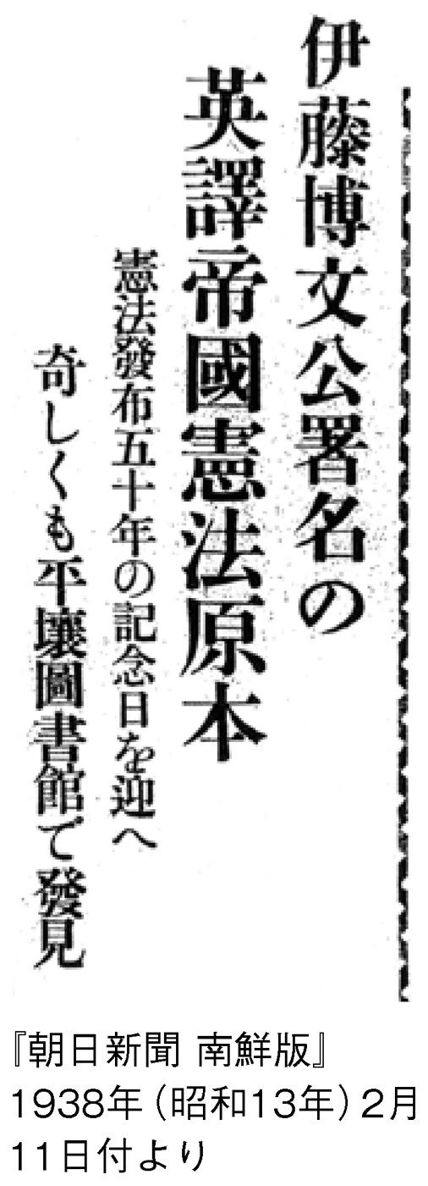 伊藤博文公署名の
英譯帝國憲法原本
憲法發布五十年の記念日を迎へ
奇しくも平壤圖書館で發見
『朝日新聞 南鮮版』
1938年（昭和13年）2月
11日付より